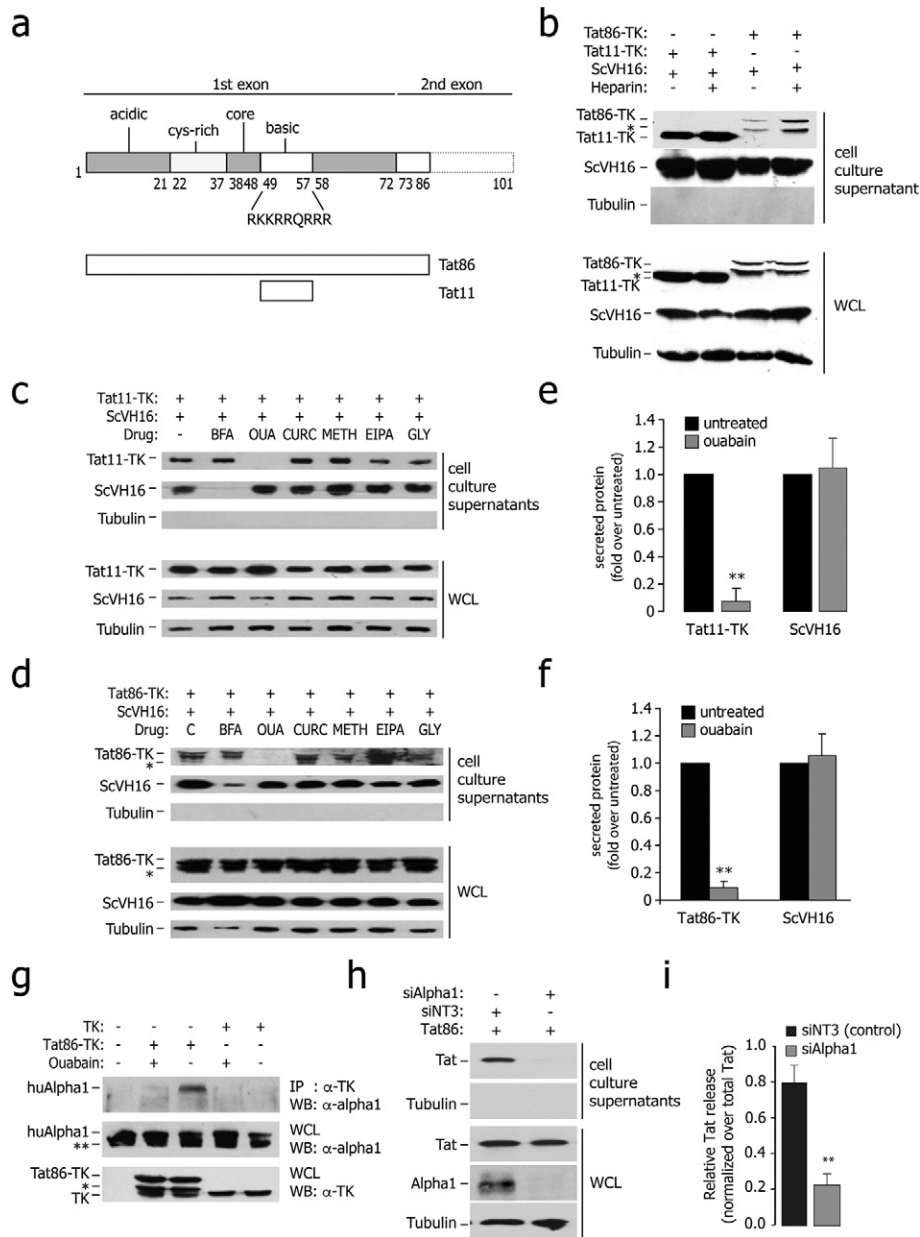 a
1st exon
2nd exon
acidic
cys-rich
core
basic
1
21 22 37 38 48 49 57 58 72 73 86 101
RKKRRQRRR
Tat86
Tat11
b
Tat86-TK: - - + +
Tat11-TK: + + - -
ScVH16: + + + +
Heparin: - + - +
Tat86-TK
*
Tat11-TK
ScVH16
Tubulin
cell
culture
supernatant
Tat86-TK
*
Tat11-TK
ScVH16
Tubulin
WCL
c
Tat11-TK: + + + + + + +
ScVH16: + + + + + + +
Drug: - BFA OUA CURC METH EIPA GLY
Tat11-TK
ScVH16
Tubulin
cell
culture
supernatants
Tat11-TK
ScVH16
Tubulin
WCL
e
1.4
1.2
1.0
0.8
0.6
0.4
0.2
0
secreted protein
(fold over untreated)
untreated
ouabain
**
Tat11-TK ScVH16
d
Tat86-TK: + + + + + + +
ScVH16: + + + + + + +
Drug: C BFA OUA CURC METH EIPA GLY
Tat86-TK
*
ScVH16
Tubulin
cell
culture
supernatants
Tat86-TK
*
ScVH16
Tubulin
WCL
f
1.4
1.2
1.0
0.8
0.6
0.4
0.2
0
secreted protein
(fold over untreated)
untreated
ouabain
**
Tat86-TK ScVH16
g
TK: - - - + +
Tat86-TK: - + + - -
Ouabain: - + - + -
huAlpha1
IP : α-TK
WB: α-alpha1
huAlpha1
**
WCL
WB: α-alpha1
Tat86-TK
*
TK
WCL
WB: α-TK
h
siAlpha1: - +
siNT3: + -
Tat86: + +
Tat
Tubulin
cell
culture
supernatants
Tat
Alpha1
Tubulin
WCL
i
siNT3 (control)
siAlpha1
1.0
0.8
0.6
0.4
0.2
0.0
Relative Tat release
(normalized over total Tat)
**